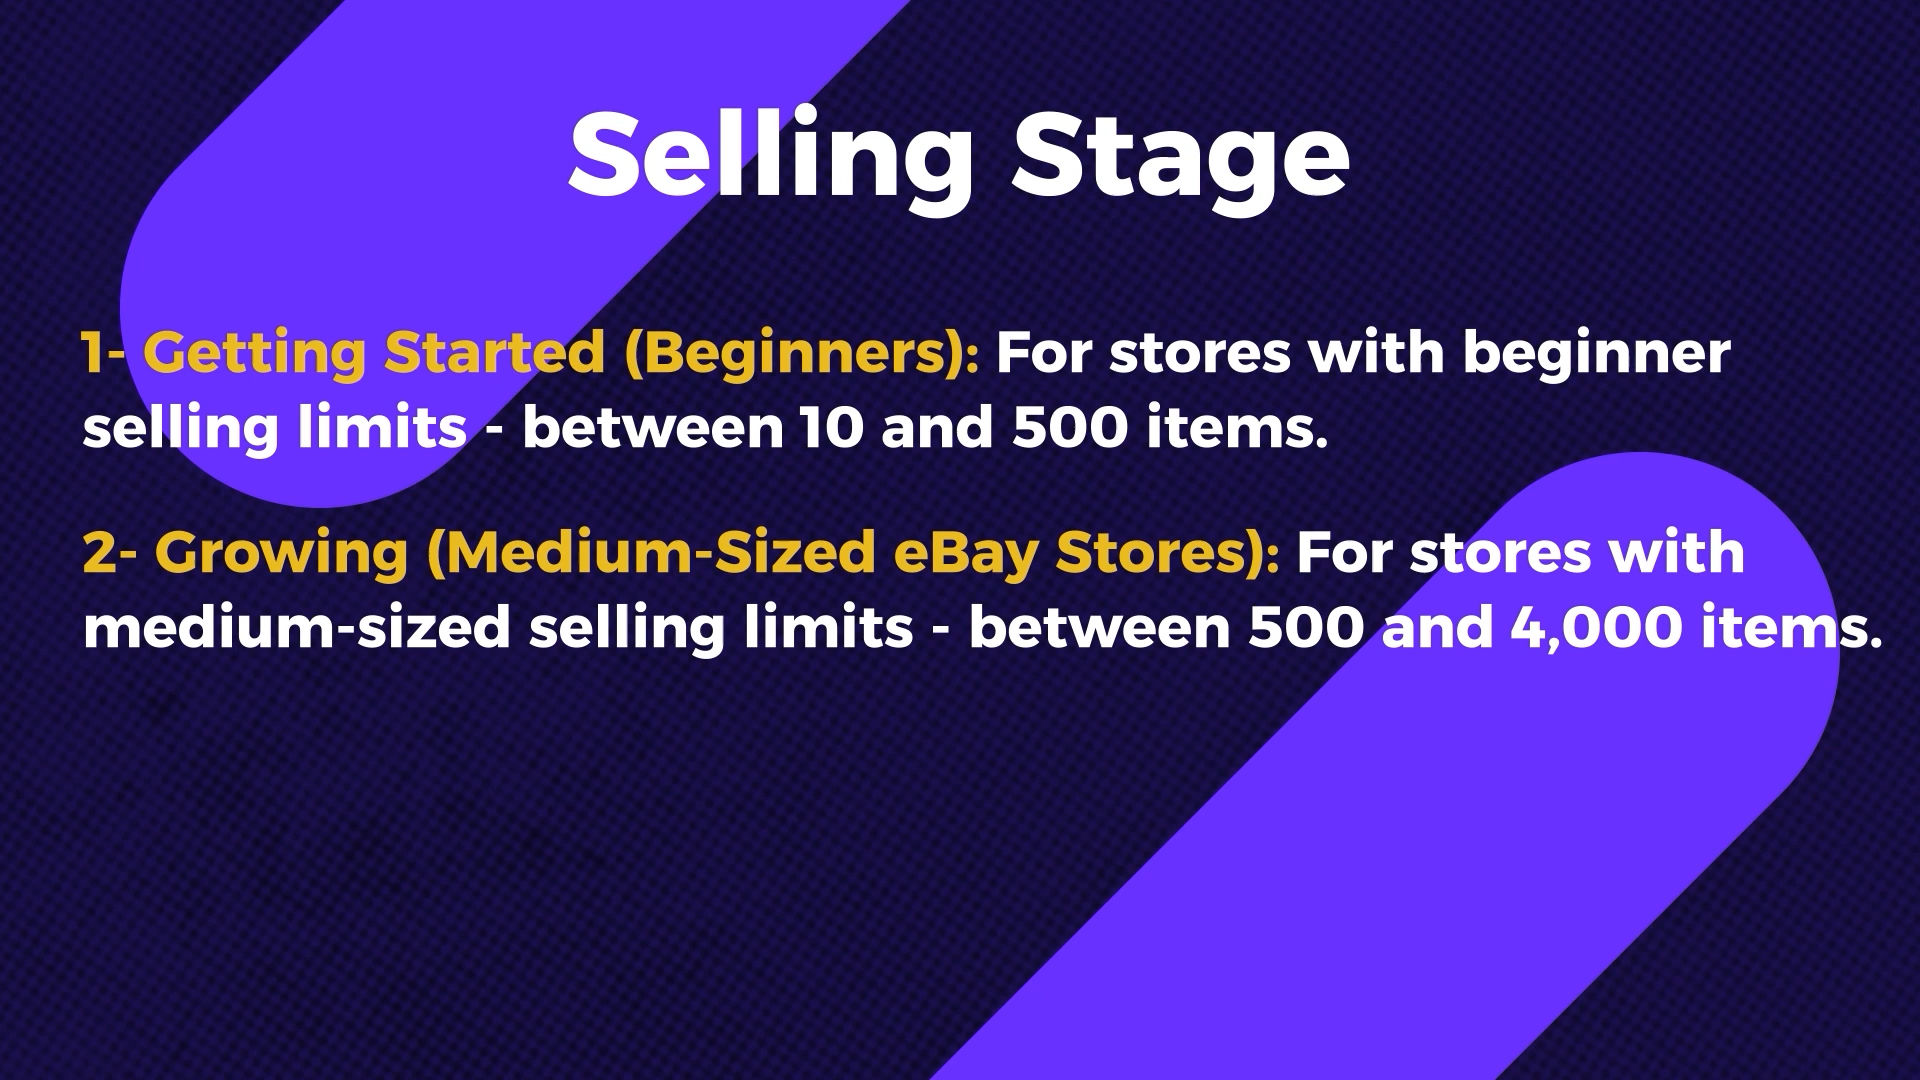 Selling Stage
1- Getting Started (Beginners): For stores with beginner
selling limits - between 10 and 500 items.
2- Growing (Medium-Sized eBay Stores): For stores with
medium-sized selling limits - between 500 and 4,000 items.